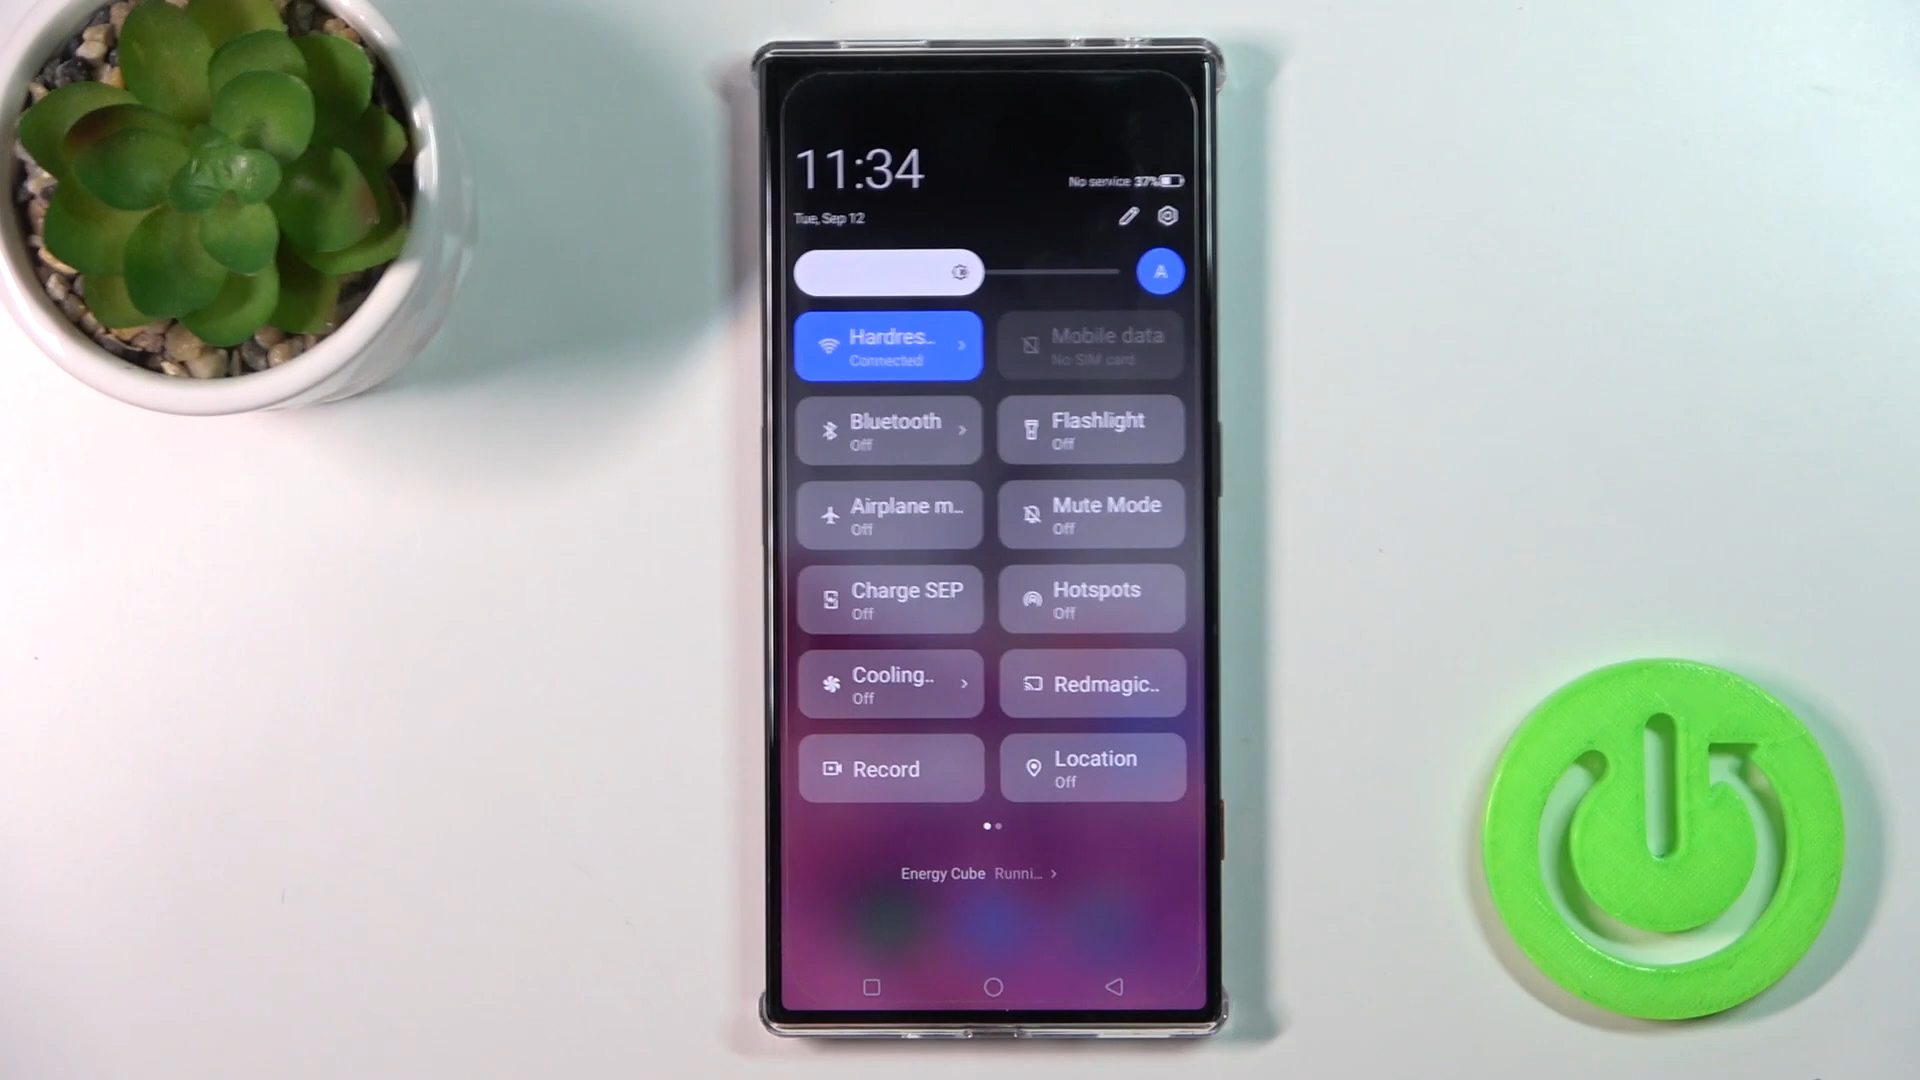 11:34
No service 37%
Tue, Sep 12
A
Hardres..
Connected
Mobile data
No SIM card
Bluetooth
Off
Flashlight
Off
Airplane m..
Off
Mute Mode
Off
Charge SEP
Off
Hotspots
Off
Cooling..
Off
Redmagic..
Record
Location
Off
Energy Cube Runni...